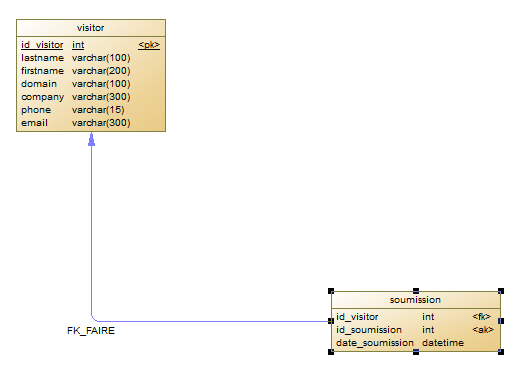 visitor
id_visitor int <pk>
lastname varchar(100)
firstname varchar(200)
domain varchar(100)
company varchar(300)
phone varchar(15)
email varchar(300)
FK_FAIRE
soumission
id_visitor int <fk>
id_soumission int <ak>
date_soumission datetime